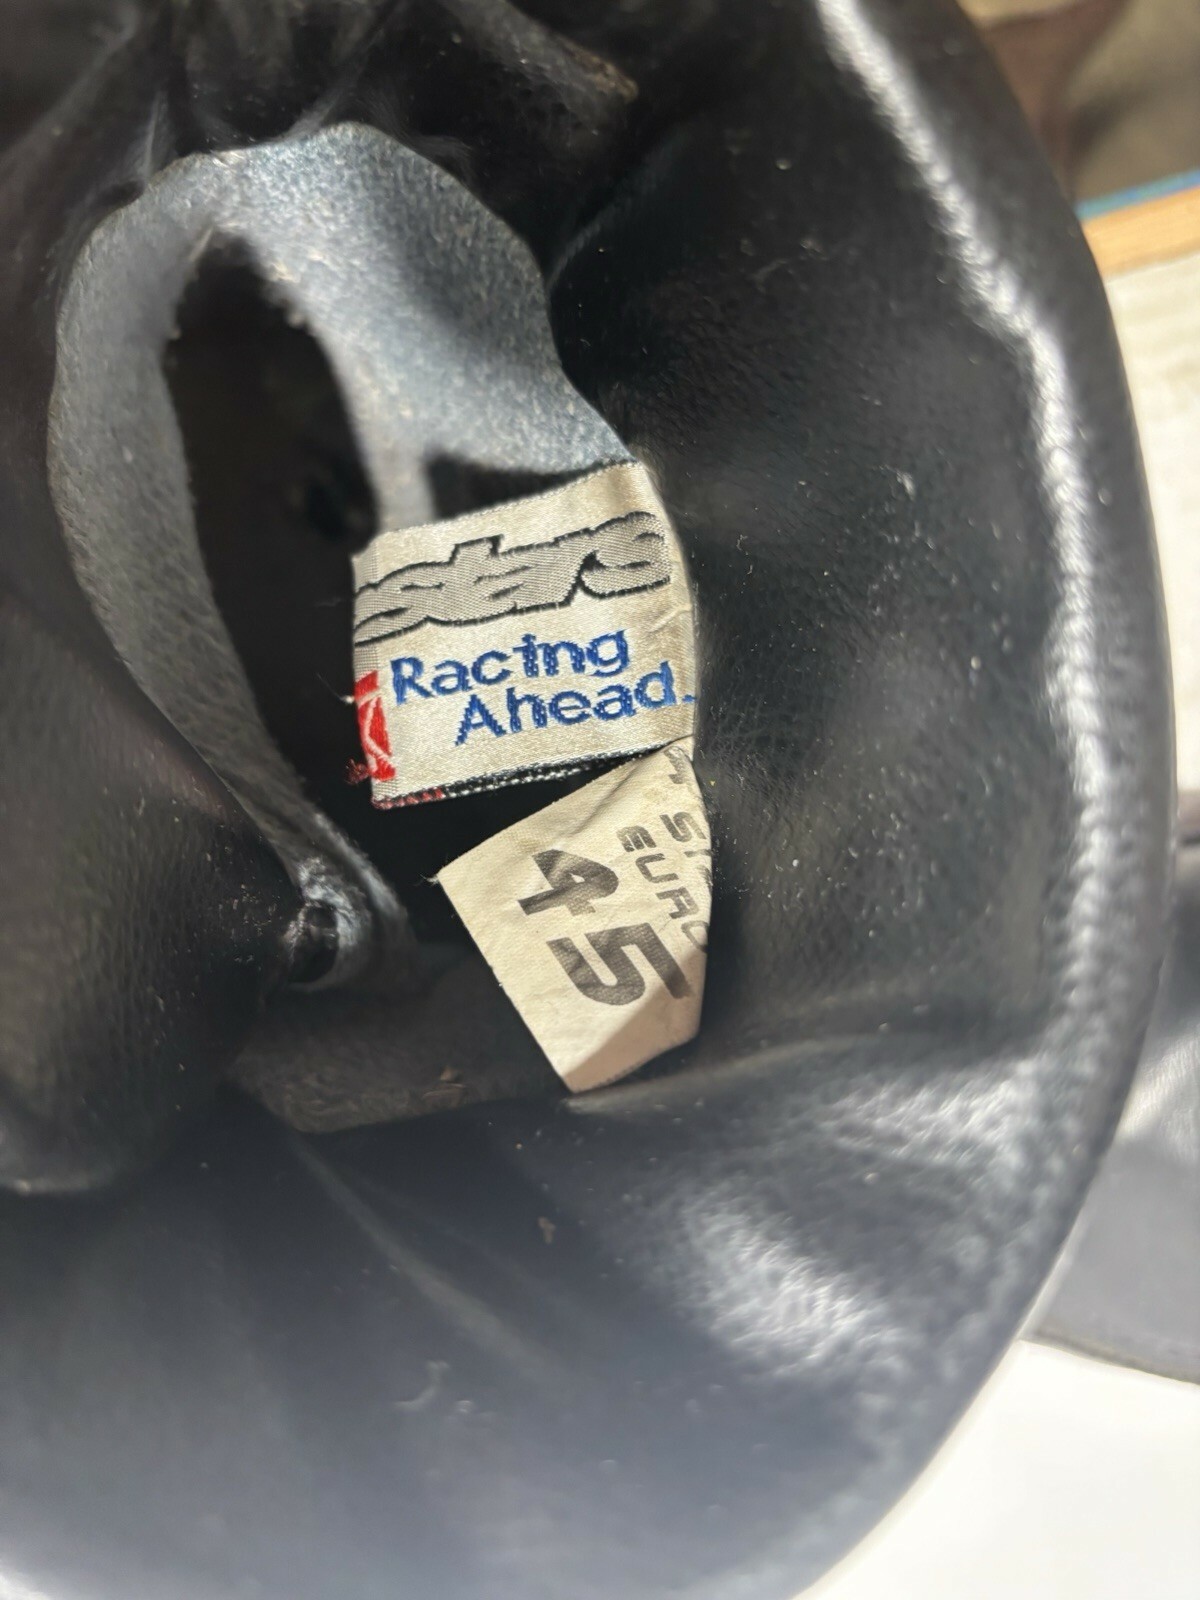 stars
Racing
Ahead.
EURO
45